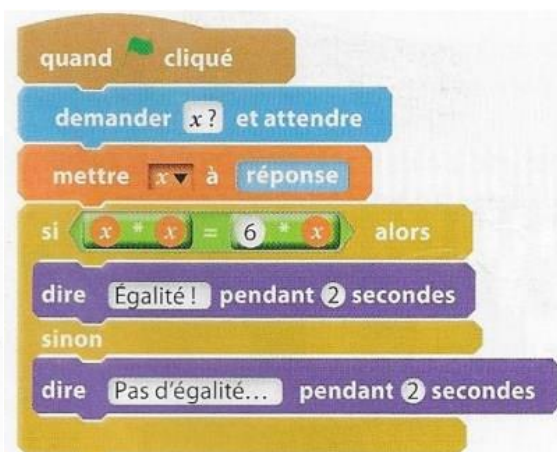 quand cliqué
demander x ? et attendre
mettre x ▾ à réponse
si x * x = 6 * x alors
dire Égalité ! pendant 2 secondes
sinon
dire Pas d'égalité... pendant 2 secondes